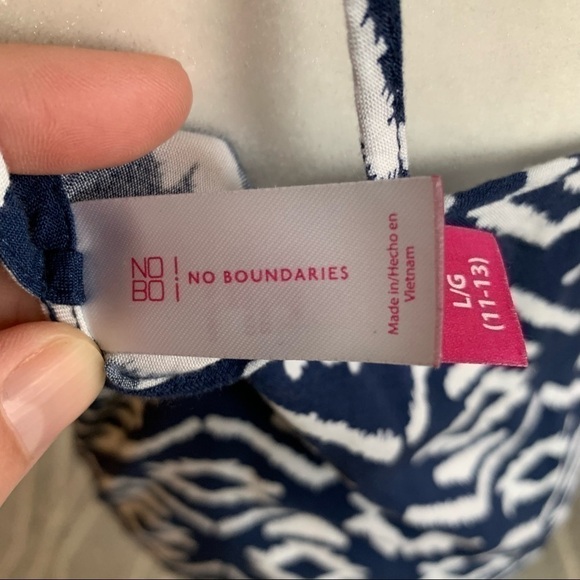 NO
BO
NO BOUNDARIES
Made in/Hecho en
Vietnam
L/G
(11-13)